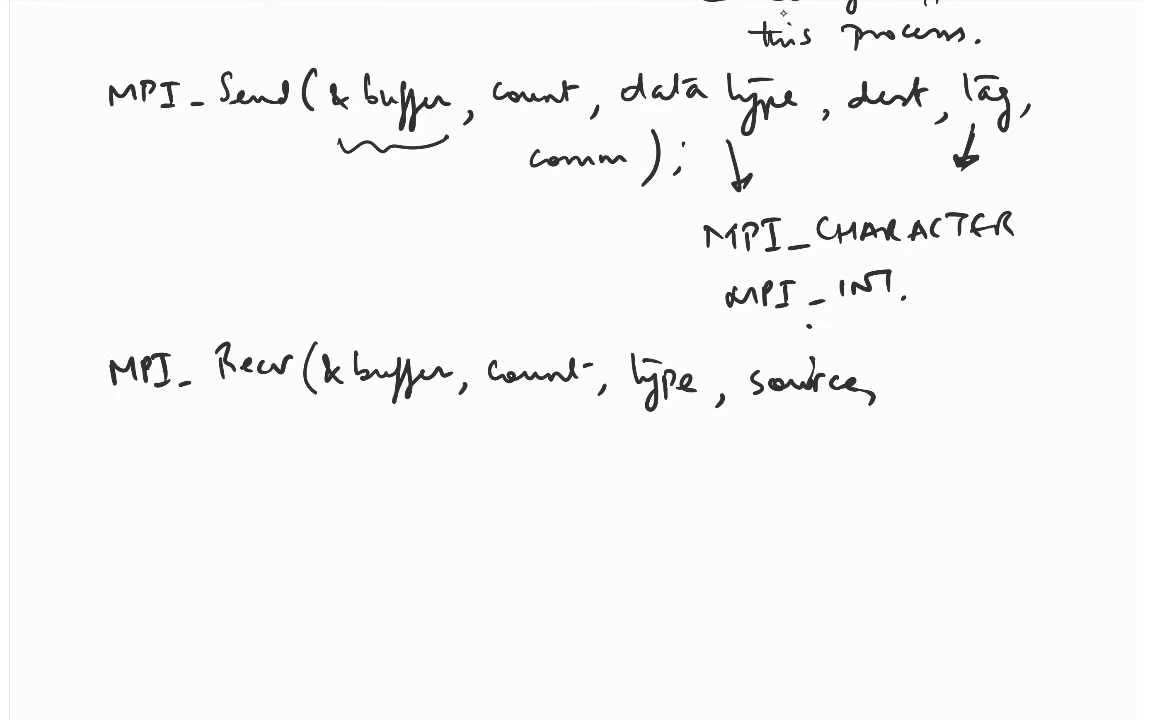 this process.
MPI_Send(&buffer, count, data type, dest, tag,
comm);
MPI_CHARACTER
MPI_INT.
MPI_Recv(&buffer, count, type, source,